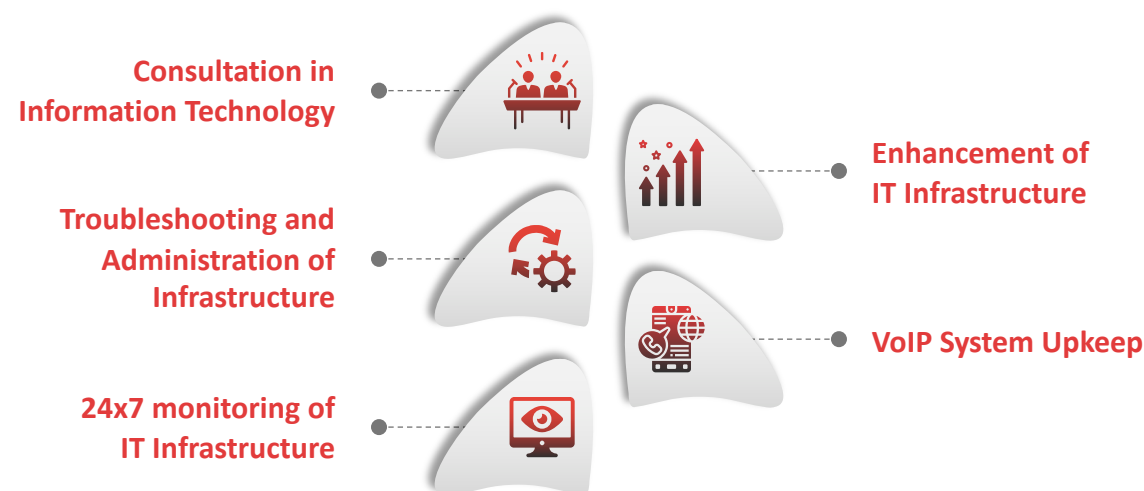 Consultation in
Information Technology
Enhancement of
IT Infrastructure
Troubleshooting and
Administration of
Infrastructure
VoIP System Upkeep
24x7 monitoring of
IT Infrastructure